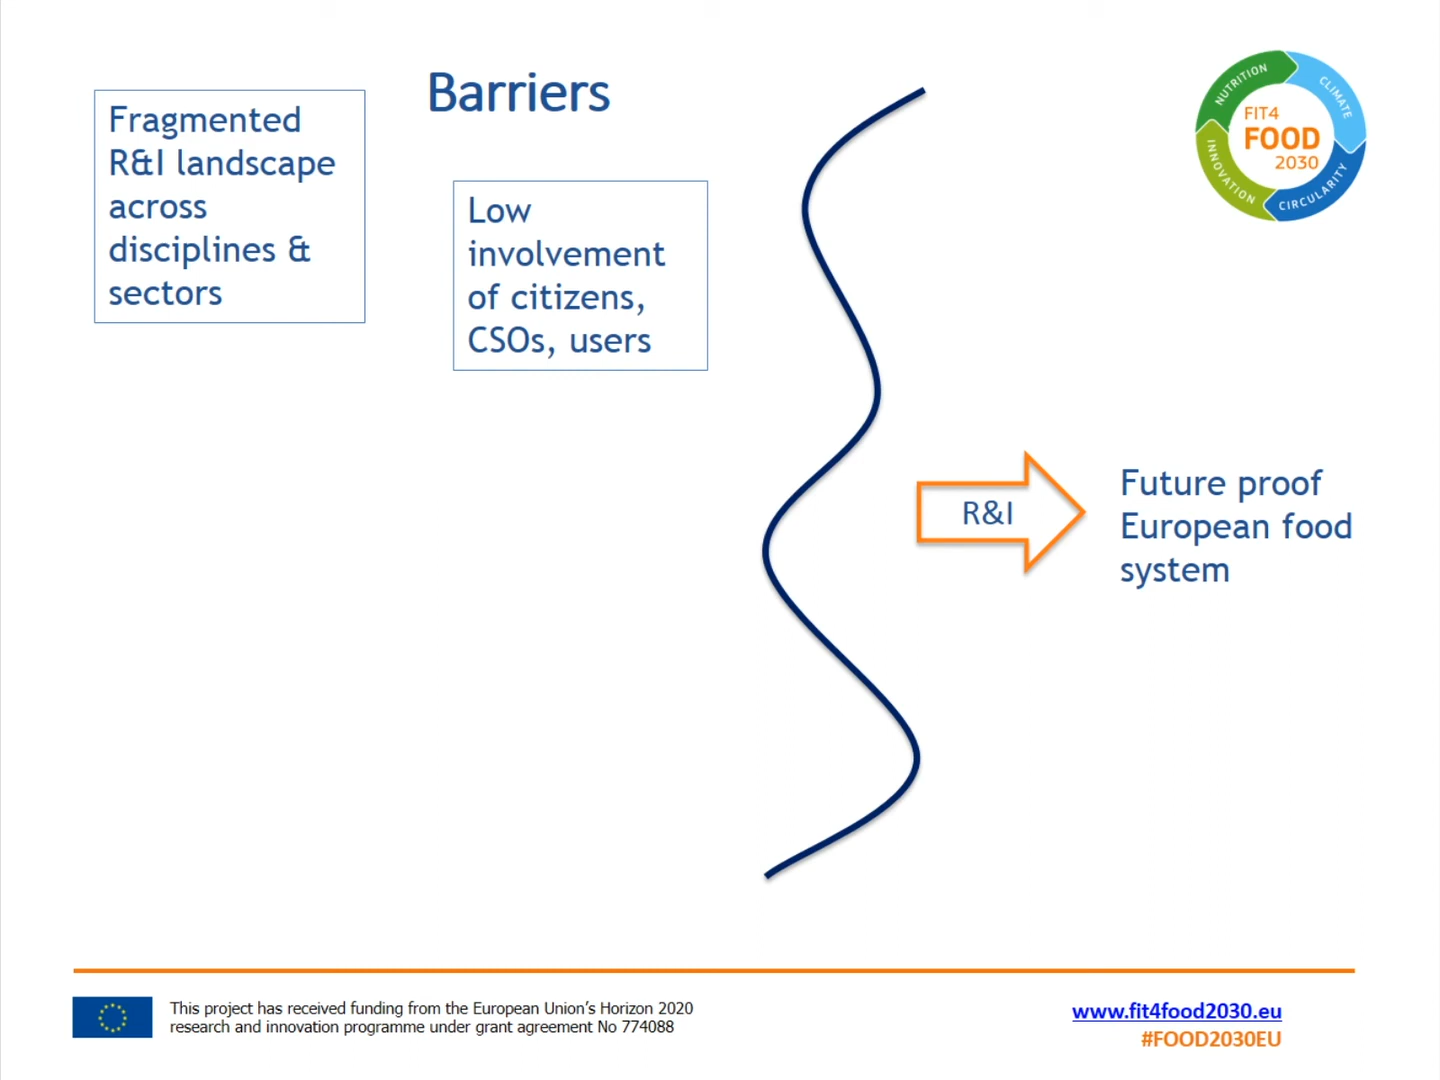 Barriers
Fragmented
R&I landscape
across
disciplines &
sectors
Low
involvement
of citizens,
CSOs, users
NUTRITION
CLIMATE
CIRCULARITY
INNOVATION
FIT4
FOOD
2030
R&I
Future proof
European food
system
This project has received funding from the European Union’s Horizon 2020
research and innovation programme under grant agreement No 774088
www.fit4food2030.eu
#FOOD2030EU